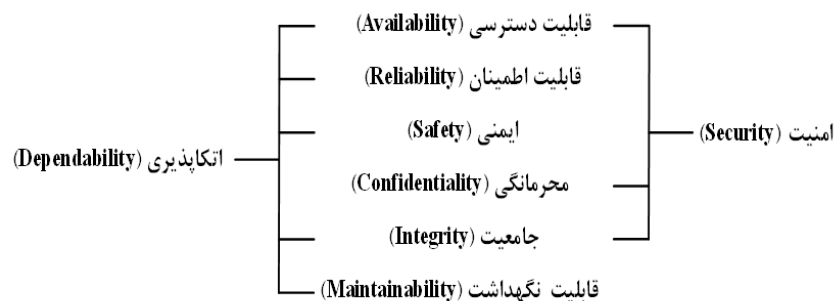 قابلیت دسترسی (Availability)
قابلیت اطمینان (Reliability)
ایمنی (Safety)
امنیت (Security)
اتکاپذیری (Dependability)
محرمانگی (Confidentiality)
جامعیت (Integrity)
قابلیت نگهداشت (Maintainability)